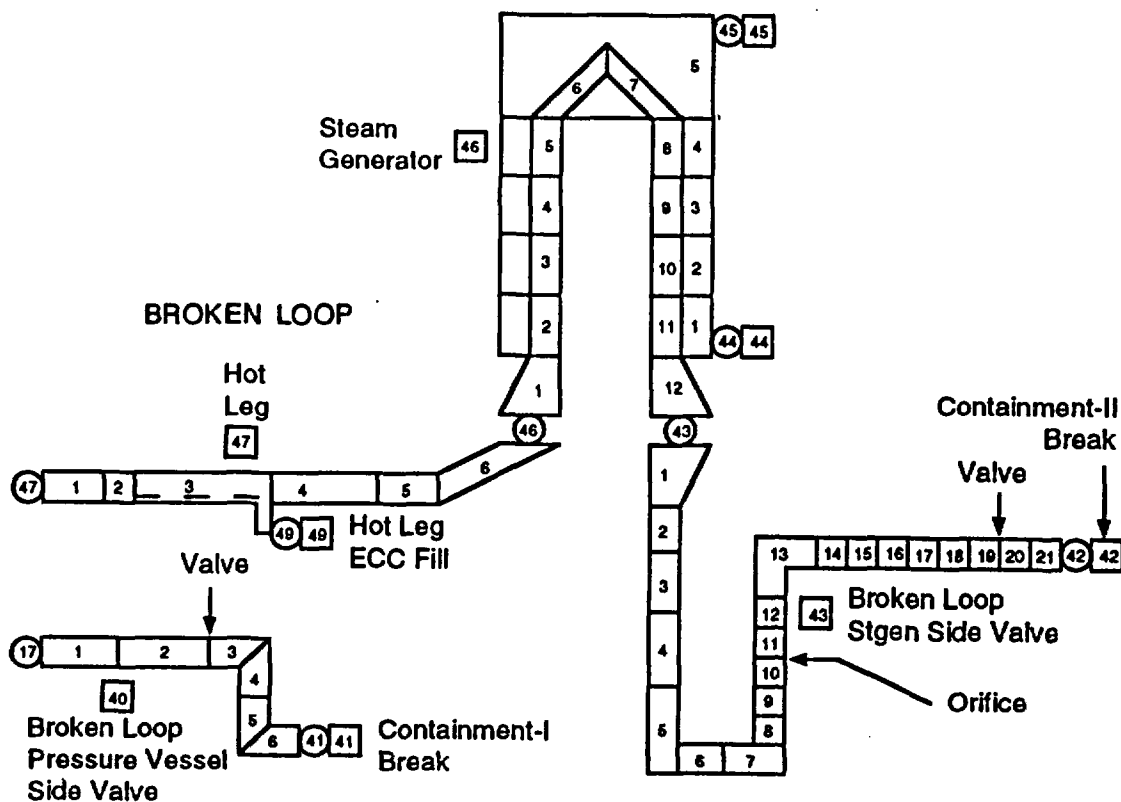 45 45
5
6 7
Steam
Generator
46
5 8 4
4 9 3
3 10 2
2 11 1
44 44
BROKEN LOOP
1 12
Hot
Leg
47
46 43
Containment-II
Break
Valve
47 1 2 3 4 5 6
49 49
Hot Leg
ECC Fill
1
2
3
4
5
6 7
8
9
10
11
12
13 14 15 16 17 18 19 20 21 42 42
43
Broken Loop
Stgen Side Valve
Orifice
Valve
17 1 2 3
4
5
6 41 41
40
Broken Loop
Pressure Vessel
Side Valve
Containment-I
Break